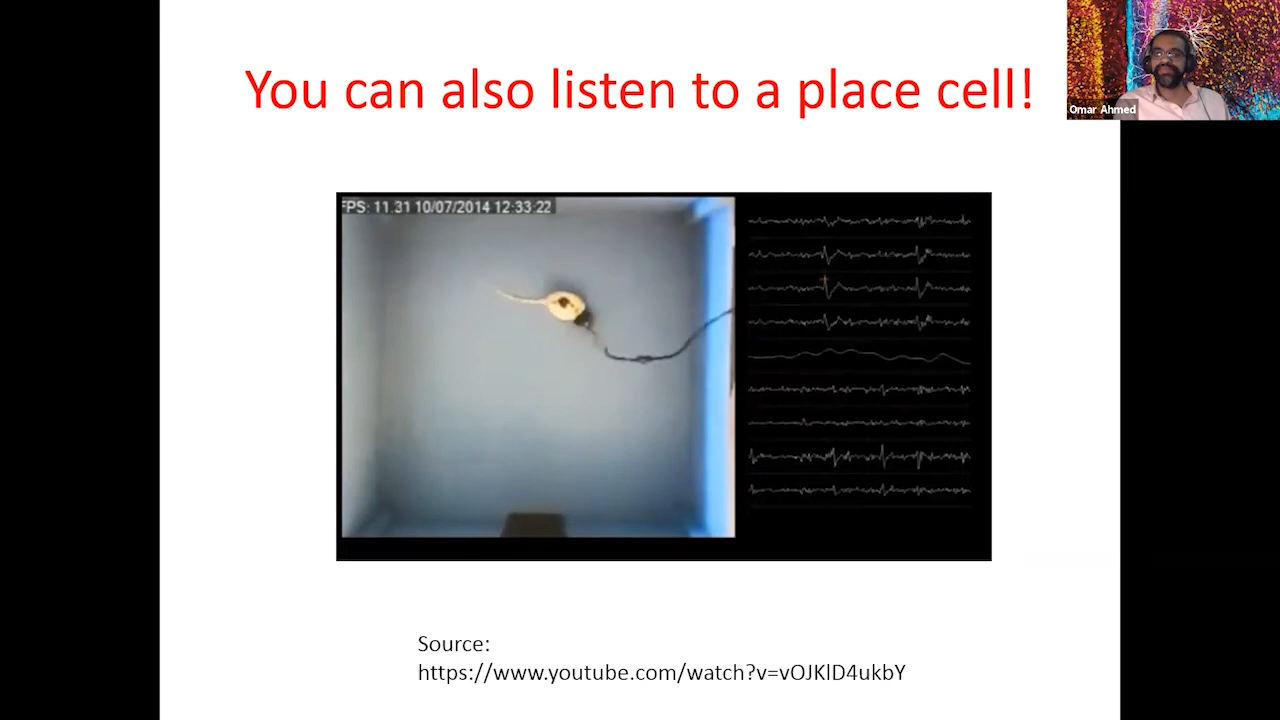 You can also listen to a place cell!
Omar Ahmed
FPS: 11.31 10/07/2014 12:33:22
Source:
https://www.youtube.com/watch?v=vOJKlD4ukbY